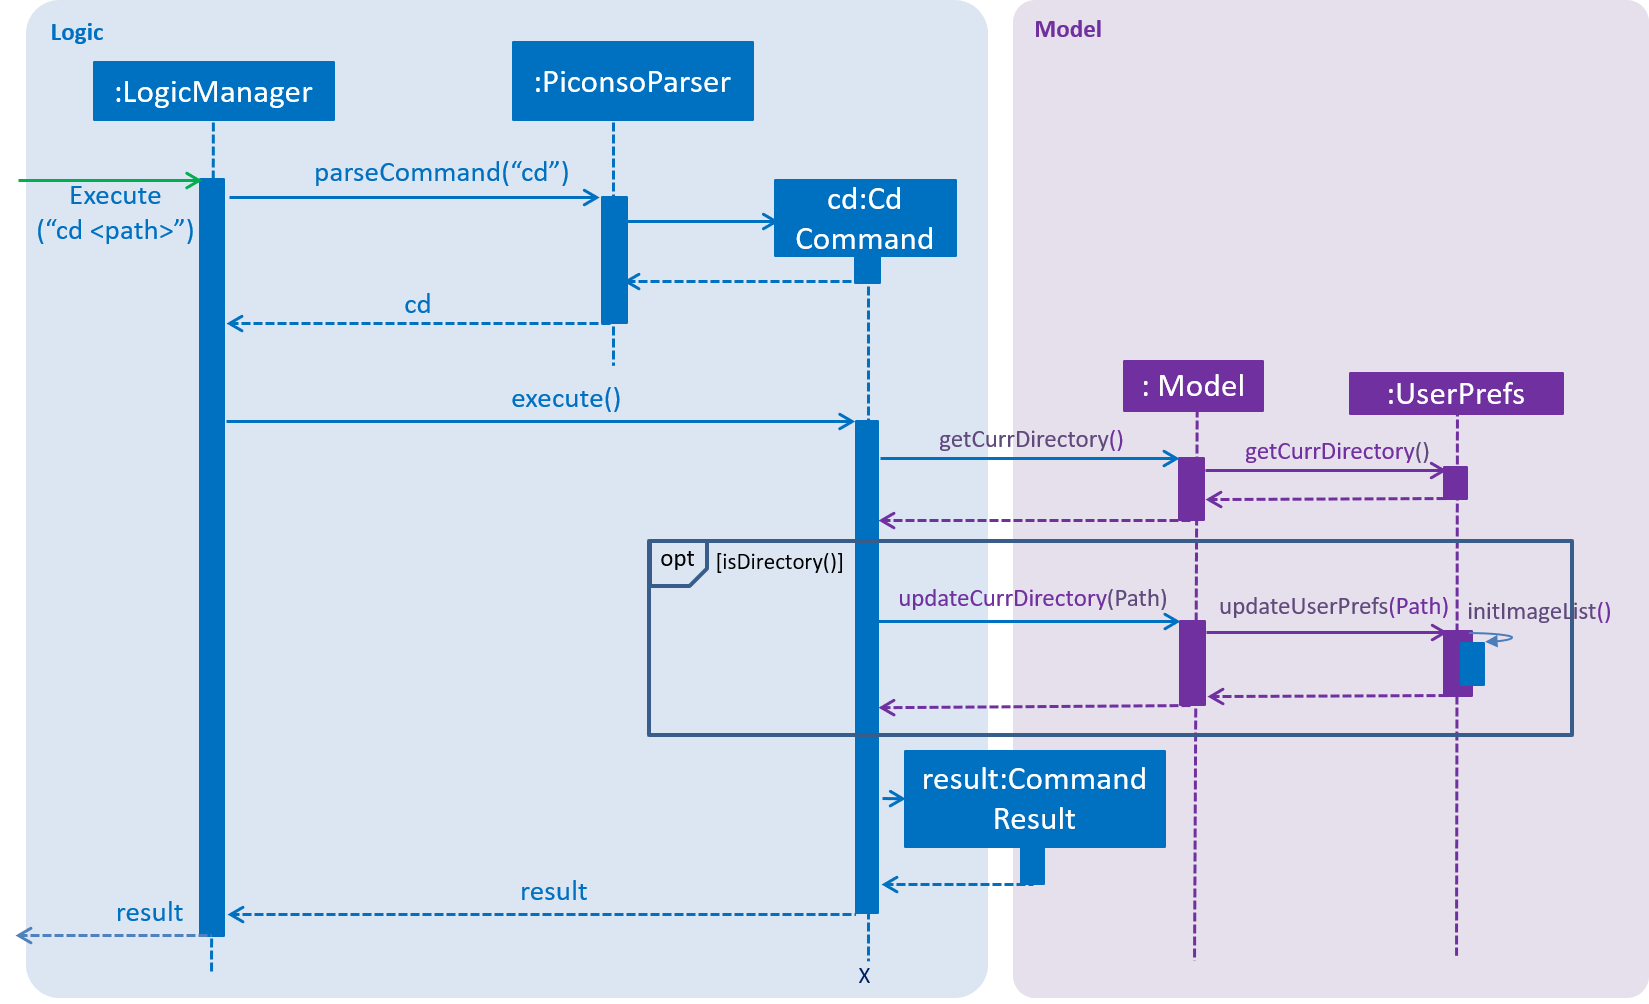 Logic
Model
:LogicManager
:PiconsoParser
parseCommand(“cd”)
Execute
(“cd <path>”)
cd:Cd
Command
cd
execute()
: Model
:UserPrefs
getCurrDirectory()
getCurrDirectory()
opt
[isDirectory()]
updateCurrDirectory(Path)
updateUserPrefs(Path)
initImageList()
result:Command
Result
result
result
X